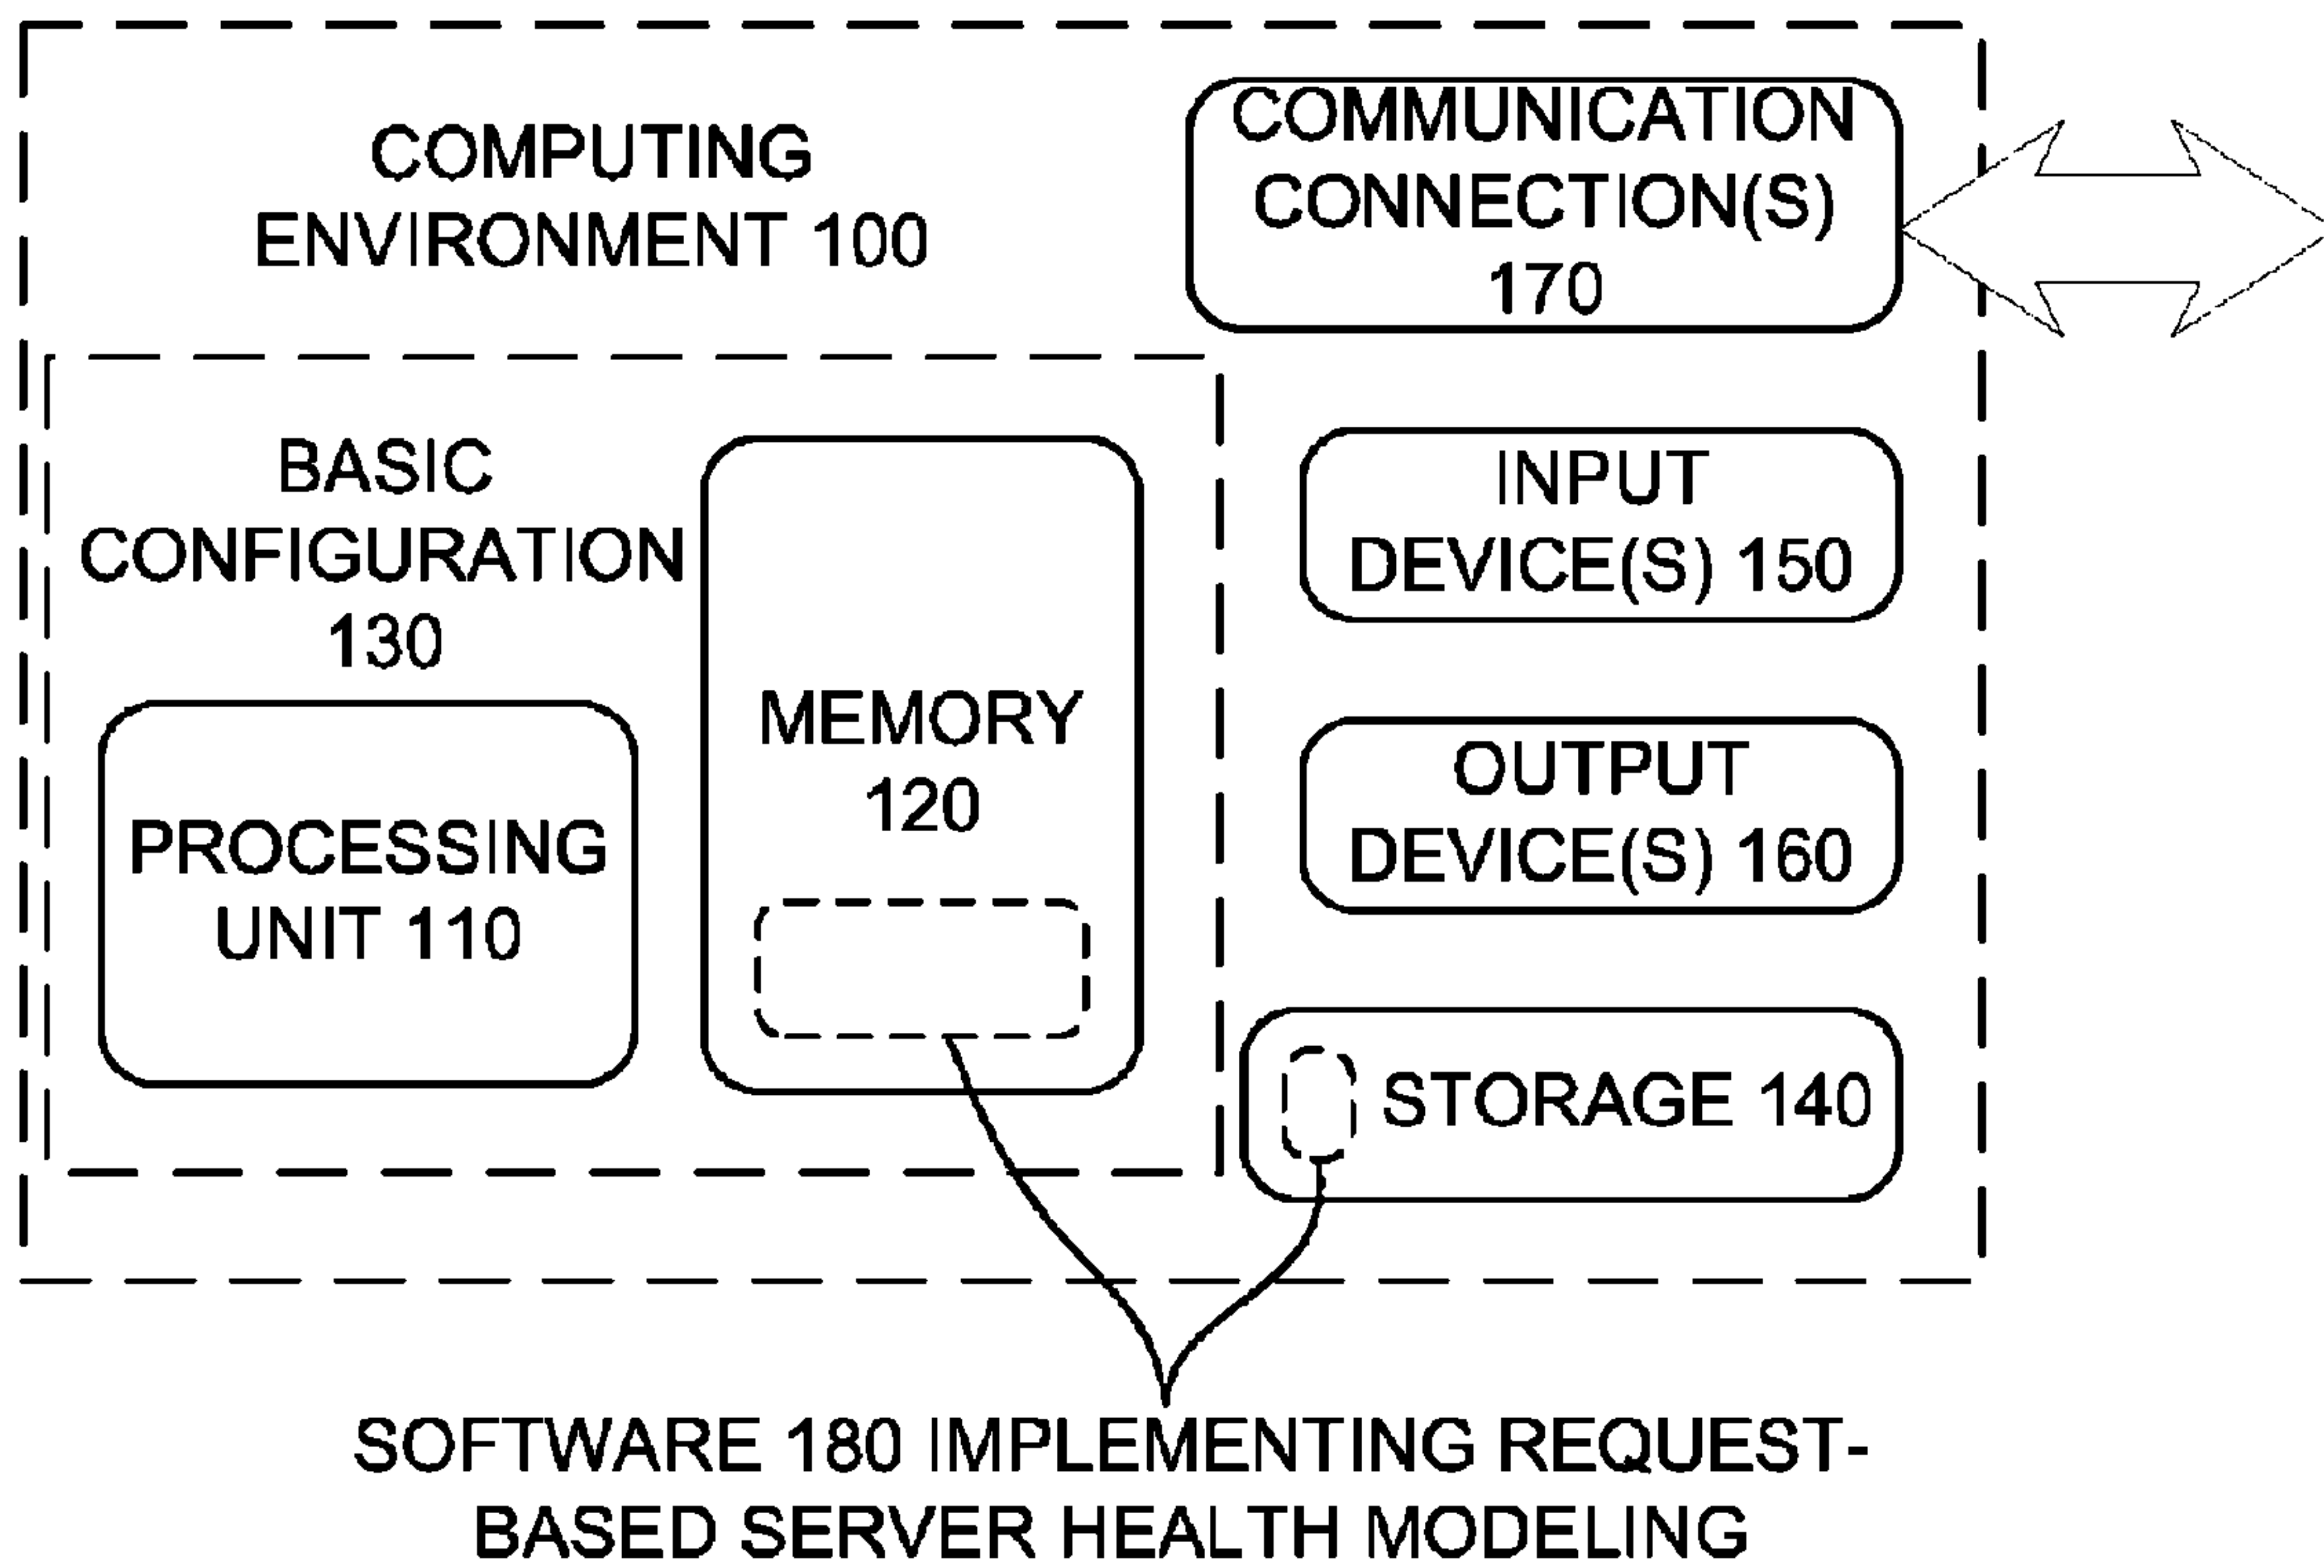 COMPUTING
ENVIRONMENT 100
COMMUNICATION
CONNECTION(S)
170
BASIC
CONFIGURATION
130
PROCESSING
UNIT 110
MEMORY
120
INPUT
DEVICE(S) 150
OUTPUT
DEVICE(S) 160
STORAGE 140
SOFTWARE 180 IMPLEMENTING REQUEST-
BASED SERVER HEALTH MODELING